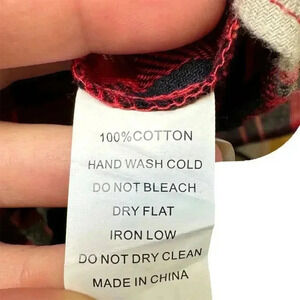 100%COTTON
HAND WASH COLD
DO NOT BLEACH
DRY FLAT
IRON LOW
DO NOT DRY CLEAN
MADE IN CHINA